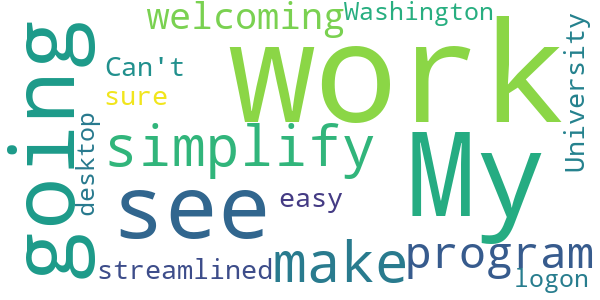 welcoming
Washington
work
going
Can't
sure
University
desktop
simplify
My
see
easy
make
program
streamlined
logon